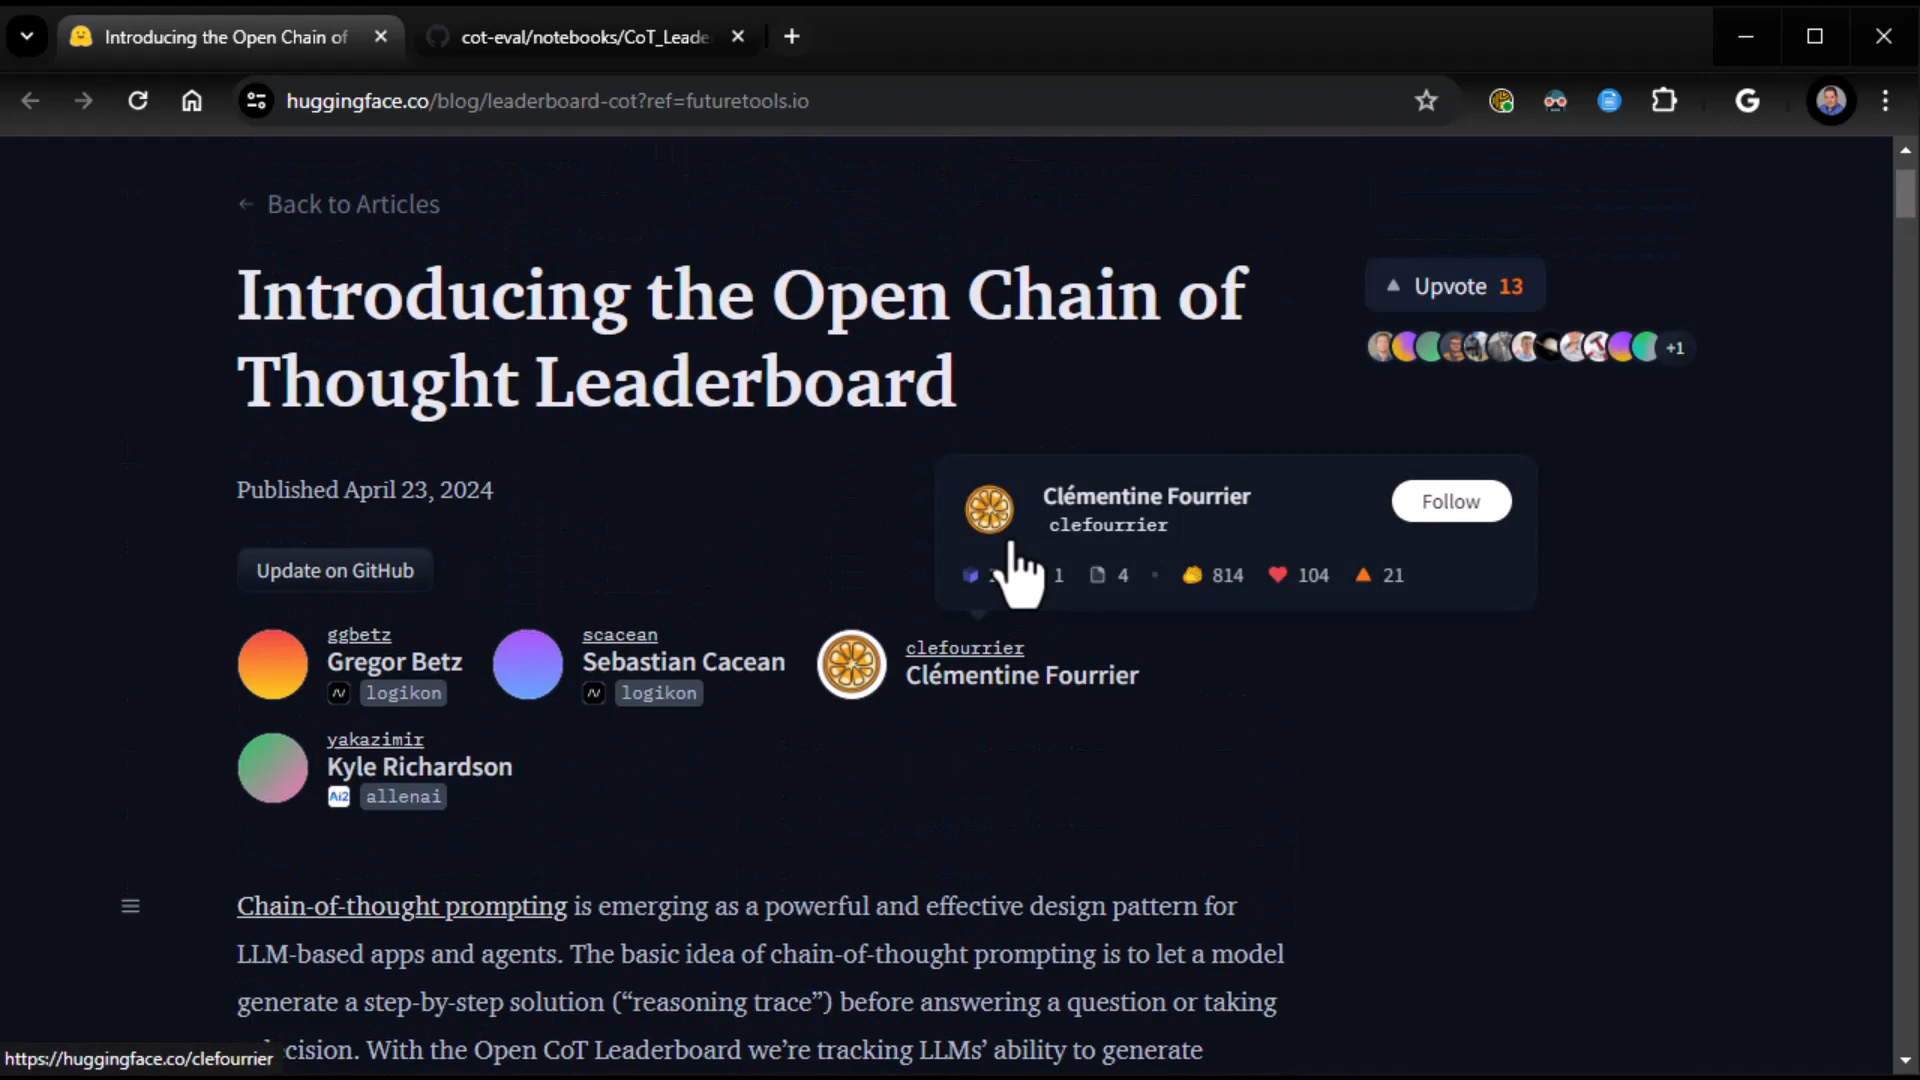 Introducing the Open Chain of
cot-eval/notebooks/CoT_Leade
huggingface.co/blog/leaderboard-cot?ref=futuretools.io
Back to Articles
Introducing the Open Chain of
Thought Leaderboard
Upvote 13
+1
Published April 23, 2024
Clémentine Fourrier
clefourrier
Follow
1 4 814 104 21
Update on GitHub
ggbetz
Gregor Betz
logikon
scacean
Sebastian Cacean
logikon
clefourrier
Clémentine Fourrier
yakazimir
Kyle Richardson
Ai2 allenai
Chain-of-thought prompting is emerging as a powerful and effective design pattern for
LLM-based apps and agents. The basic idea of chain-of-thought prompting is to let a model
generate a step-by-step solution (“reasoning trace”) before answering a question or taking
cision. With the Open CoT Leaderboard we’re tracking LLMs’ ability to generate
https://huggingface.co/clefourrier